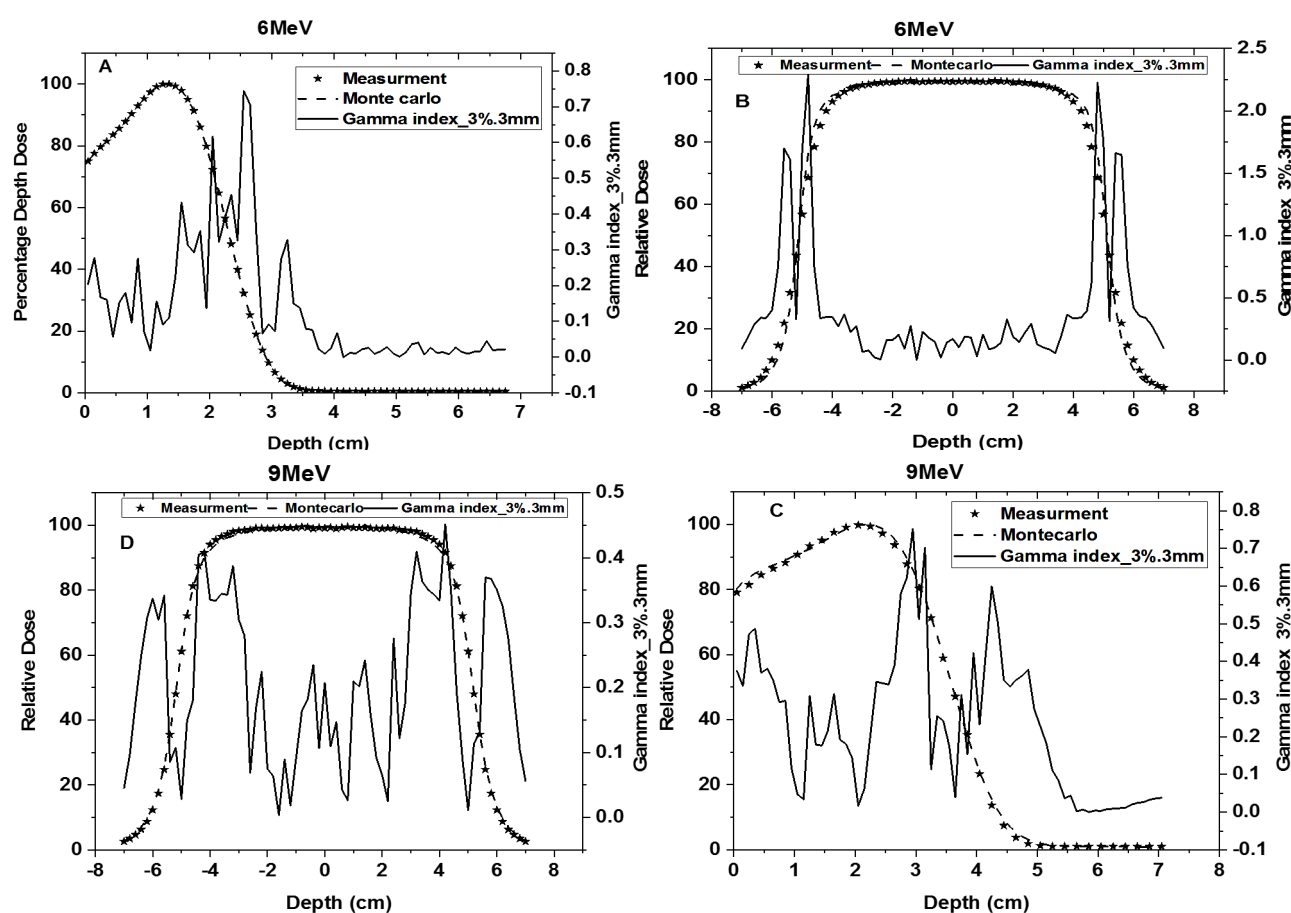 6MeV
A
Measurment
Monte carlo
Gamma index_3%.3mm
Percentage Depth Dose
100
80
60
40
20
0
0.8
0.7
0.6
0.5
0.4
0.3
0.2
0.1
0.0
-0.1
Gamma index_3%.3mm
0 1 2 3 4 5 6 7
Depth (cm)
6MeV
Measurment Montecarlo Gamma index_3%.3mm
B
Relative Dose
100
80
60
40
20
0
2.5
2.0
1.5
1.0
0.5
0.0
Gamma index_3%.3mm
-8 -6 -4 -2 0 2 4 6 8
Depth (cm)
9MeV
Measurment Montecarlo Gamma index_3%.3mm
D
Relative Dose
100
80
60
40
20
0
0.5
0.4
0.3
0.2
0.1
0.0
Gamma index_3%.3mm
-8 -6 -4 -2 0 2 4 6 8
Depth (cm)
9MeV
C
Measurment
Montecarlo
Gamma index_3%.3mm
Relative Dose
100
80
60
40
20
0
0.8
0.7
0.6
0.5
0.4
0.3
0.2
0.1
0.0
-0.1
Gamma index_3%.3mm
0 1 2 3 4 5 6 7 8
Depth (cm)